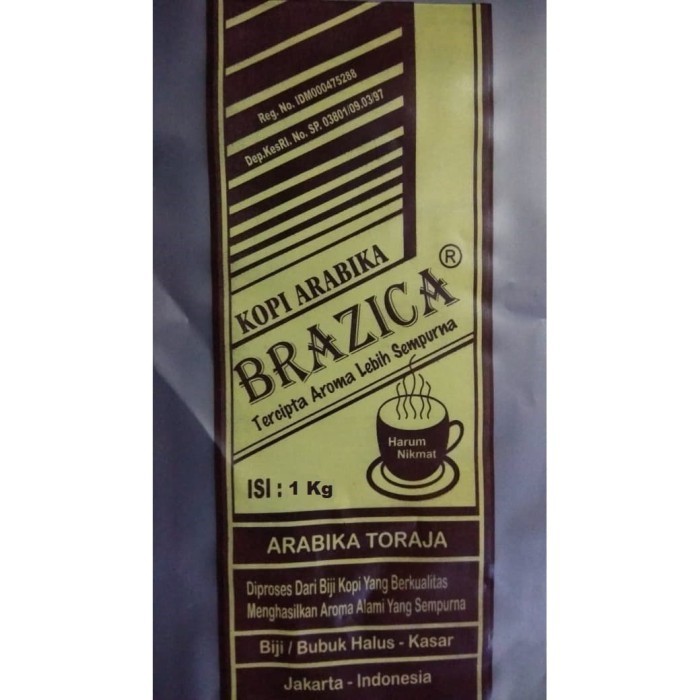 Reg. No. IDM000475288
Dep.KesRI. No. SP. 03801/09.03/97
KOPI ARABIKA
BRAZICA ®
Tercipta Aroma Lebih Sempurna
Harum
Nikmat
ISI : 1 Kg
ARABIKA TORAJA
Diproses Dari Biji Kopi Yang Berkualitas
Menghasilkan Aroma Alami Yang Sempurna
Biji / Bubuk Halus - Kasar
Jakarta - Indonesia